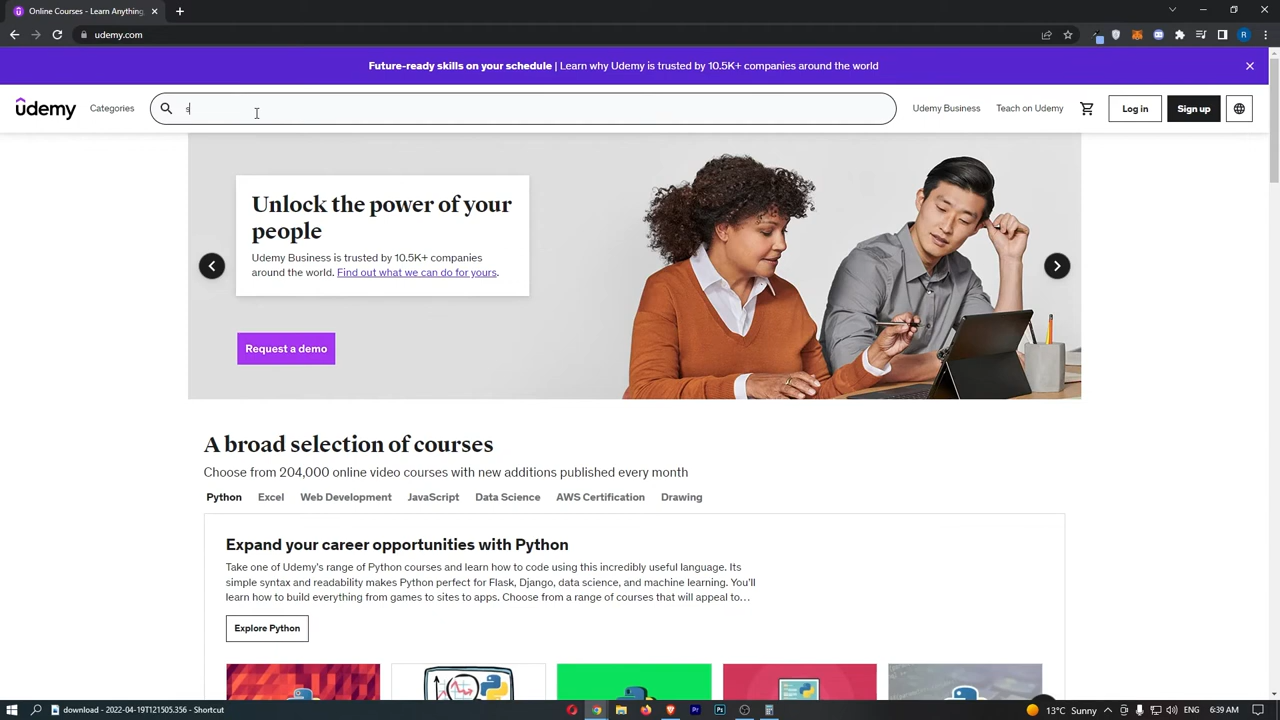 Online Courses - Learn Anything,
udemy.com
Future-ready skills on your schedule | Learn why Udemy is trusted by 10.5K+ companies around the world
ûdemy
Categories
s
Udemy Business
Teach on Udemy
Log in
Sign up
Unlock the power of your
people
Udemy Business is trusted by 10.5K+ companies
around the world. Find out what we can do for yours.
Request a demo
A broad selection of courses
Choose from 204,000 online video courses with new additions published every month
Python Excel Web Development JavaScript Data Science AWS Certification Drawing
Expand your career opportunities with Python
Take one of Udemy's range of Python courses and learn how to code using this incredibly useful language. Its
simple syntax and readability makes Python perfect for Flask, Django, data science, and machine learning. You'll
learn how to build everything from games to sites to apps. Choose from a range of courses that will appeal to…
Explore Python
download - 2022-04-19T121505.356 - Shortcut
13°C Sunny
6:39 AM